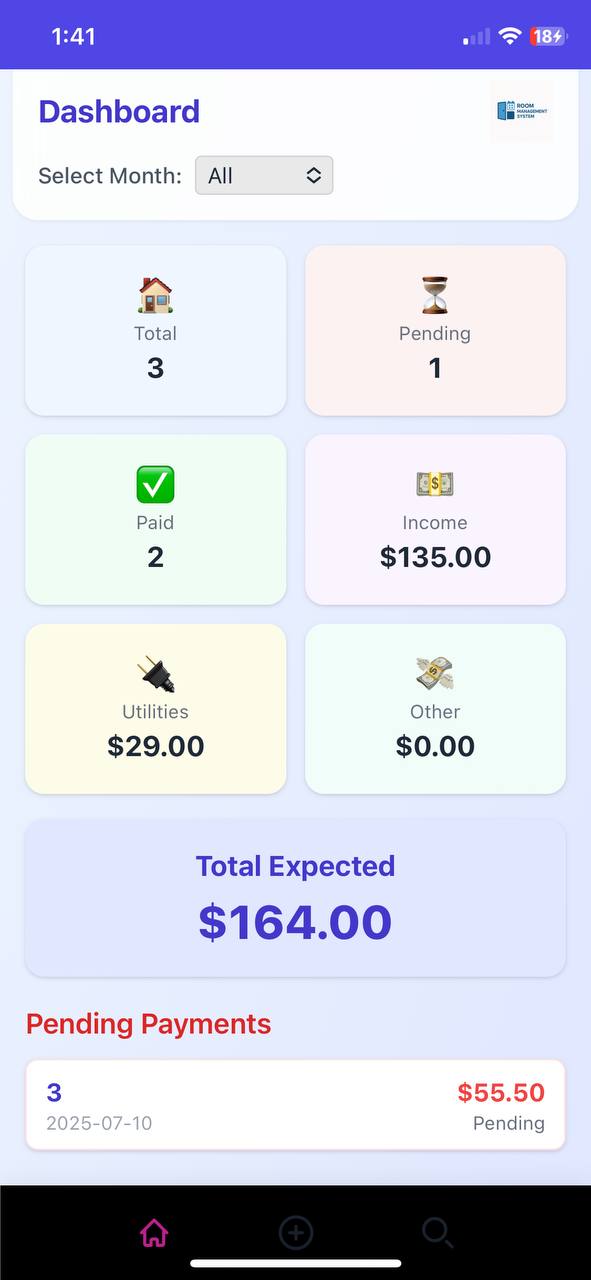 1:41
18
Dashboard
ROOM
MANAGEMENT
SYSTEM
Select Month: All
Total
3
Pending
1
Paid
2
Income
$135.00
Utilities
$29.00
Other
$0.00
Total Expected
$164.00
Pending Payments
3
$55.50
2025-07-10
Pending